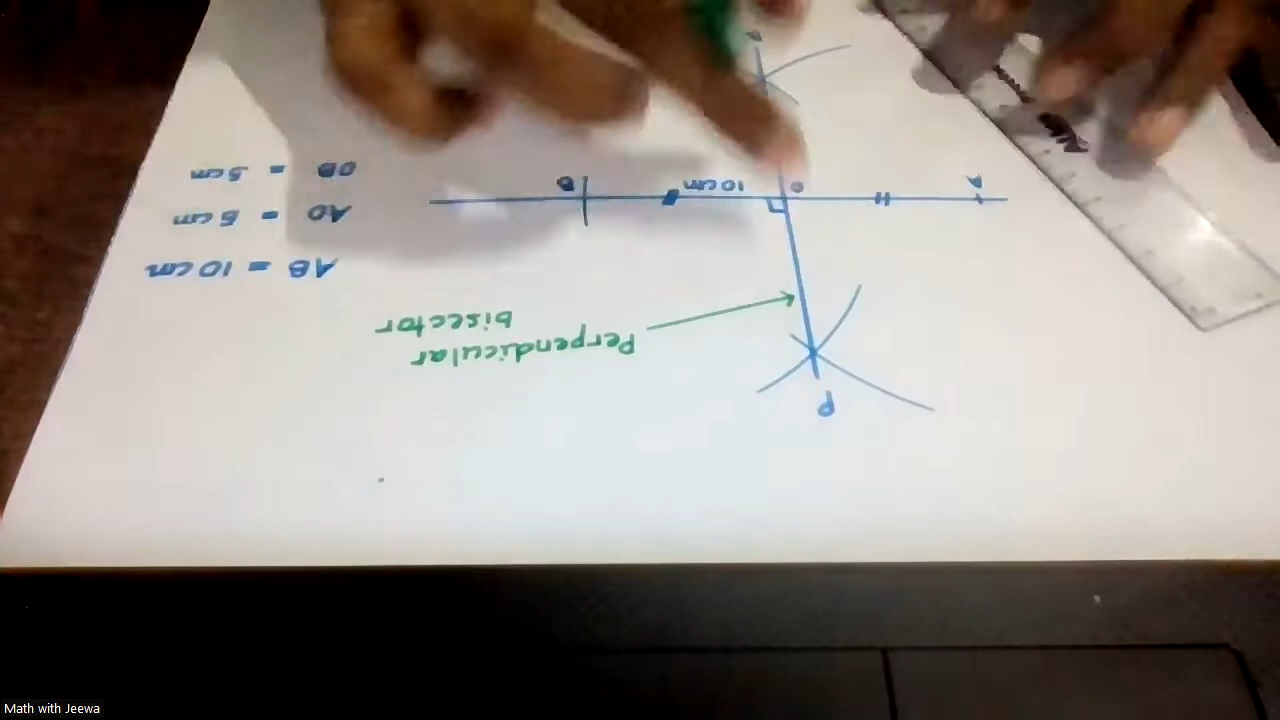 P
Perpendicular
bisector
AB = 10cm
AO = 5cm
OB = 5cm
A
O
10cm
B
Math with Jeewa